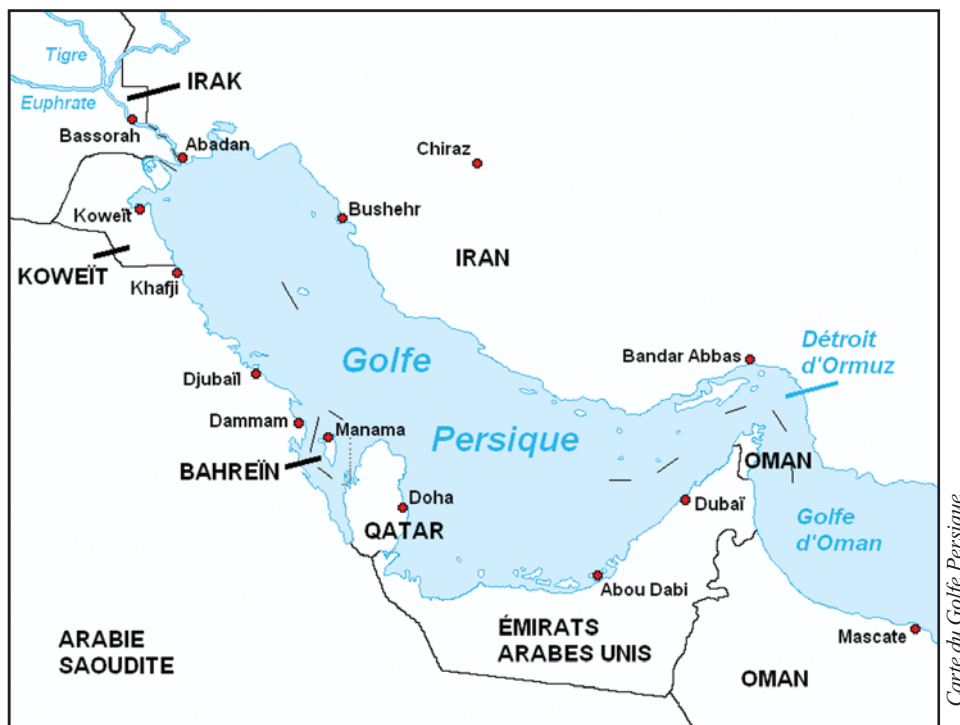 Tigre
IRAK
Euphrate
Bassorah
Abadan
Chiraz
Koweït
Bushehr
IRAN
KOWEÏT
Khafji
Golfe
Détroit
d'Ormuz
Bandar Abbas
Djubaïl
Dammam
Manama
Persique
BAHREÏN
OMAN
Doha
Dubaï
QATAR
Golfe
d'Oman
Abou Dabi
ÉMIRATS
ARABES UNIS
Mascate
ARABIE
SAOUDITE
OMAN
Carte du Golfe Persique